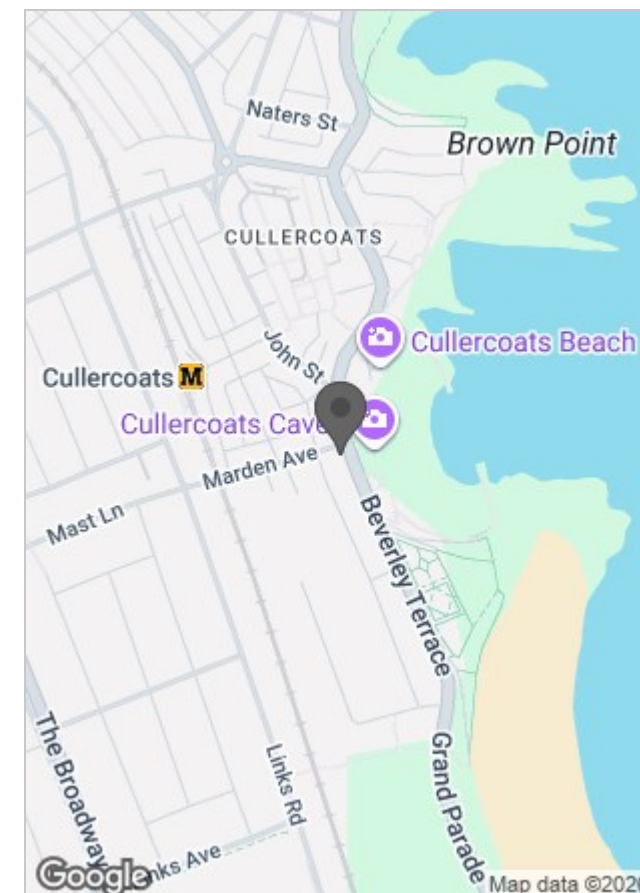 Naters St
Brown Point
CULLERCOATS
John St
Cullercoats Beach
Cullercoats M
Cullercoats Cave
Marden Ave
Mast Ln
Beverley Terrace
The Broadway
Links Rd
Grand Parade
Ave
Google
Map data ©202